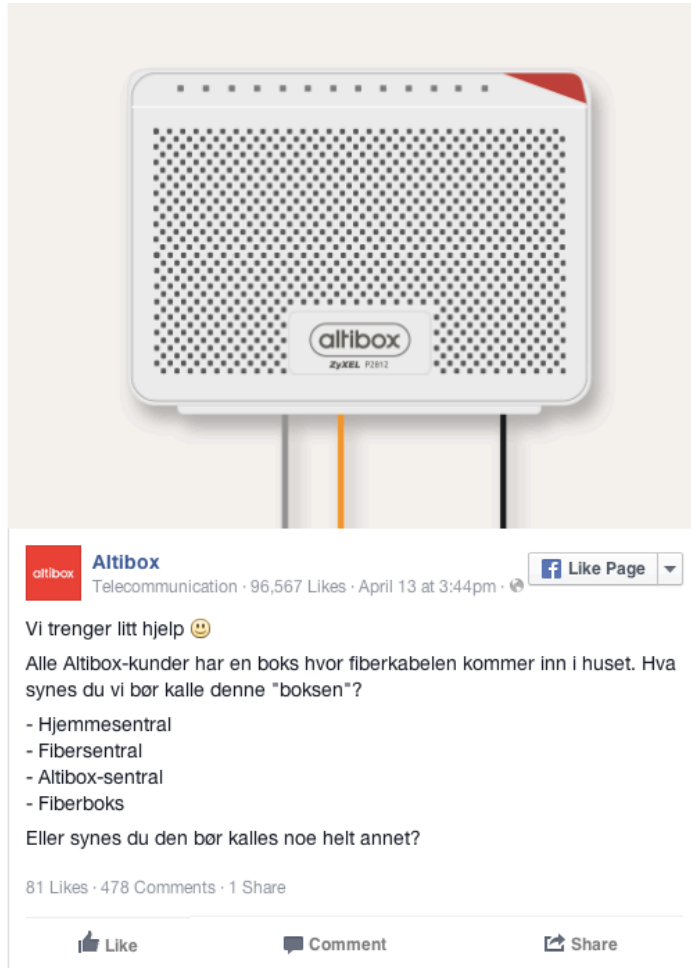 altibox
ZyXEL P2812
altibox
Altibox
Telecommunication · 96,567 Likes · April 13 at 3:44pm ·
Like Page
Vi trenger litt hjelp
Alle Altibox-kunder har en boks hvor fiberkabelen kommer inn i huset. Hva
synes du vi bør kalle denne "boksen"?
- Hjemmesentral
- Fibersentral
- Altibox-sentral
- Fiberboks
Eller synes du den bør kalles noe helt annet?
81 Likes · 478 Comments · 1 Share
Like
Comment
Share